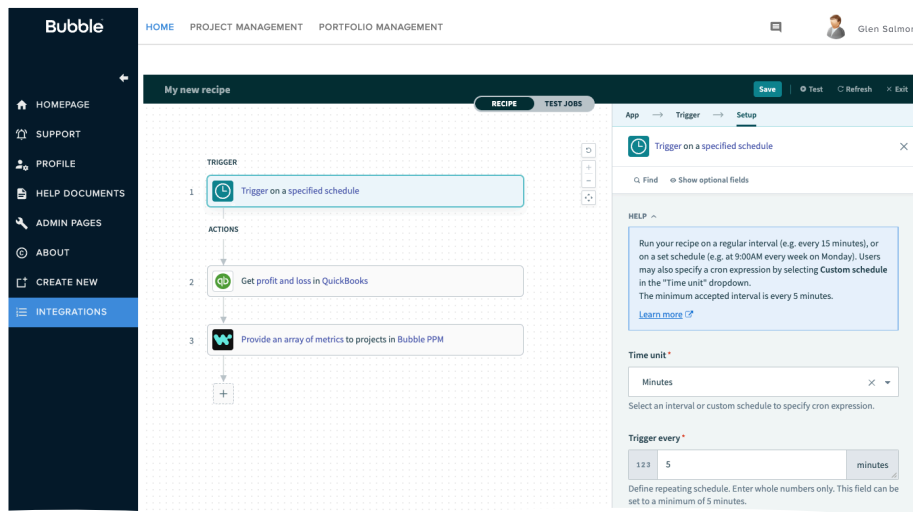 Bubble
HOME PROJECT MANAGEMENT PORTFOLIO MANAGEMENT
Glen Salmon
HOMEPAGE
SUPPORT
PROFILE
HELP DOCUMENTS
ADMIN PAGES
ABOUT
CREATE NEW
INTEGRATIONS
My new recipe
Save Test Refresh Exit
RECIPE TEST JOBS
TRIGGER
1 Trigger on a specified schedule
ACTIONS
2 qb Get profit and loss in QuickBooks
3 Provide an array of metrics to projects in Bubble PPM
App → Trigger → Setup
Trigger on a specified schedule
Find Show optional fields
HELP
Run your recipe on a regular interval (e.g. every 15 minutes), or
on a set schedule (e.g. at 9:00AM every week on Monday). Users
may also specify a cron expression by selecting Custom schedule
in the "Time unit" dropdown.
The minimum accepted interval is every 5 minutes.
Learn more
Time unit*
Minutes
Select an interval or custom schedule to specify cron expression.
Trigger every*
123 5 minutes
Define repeating schedule. Enter whole numbers only. This field can be
set to a minimum of 5 minutes.